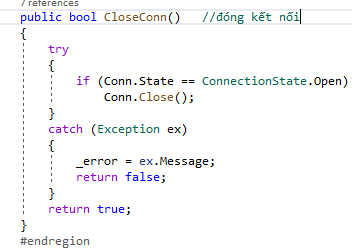 7 references
public bool CloseConn() //đóng kết nối
{
try
{
if (Conn.State == ConnectionState.Open)
Conn.Close();
}
catch (Exception ex)
{
_error = ex.Message;
return false;
}
return true;
}
#endregion